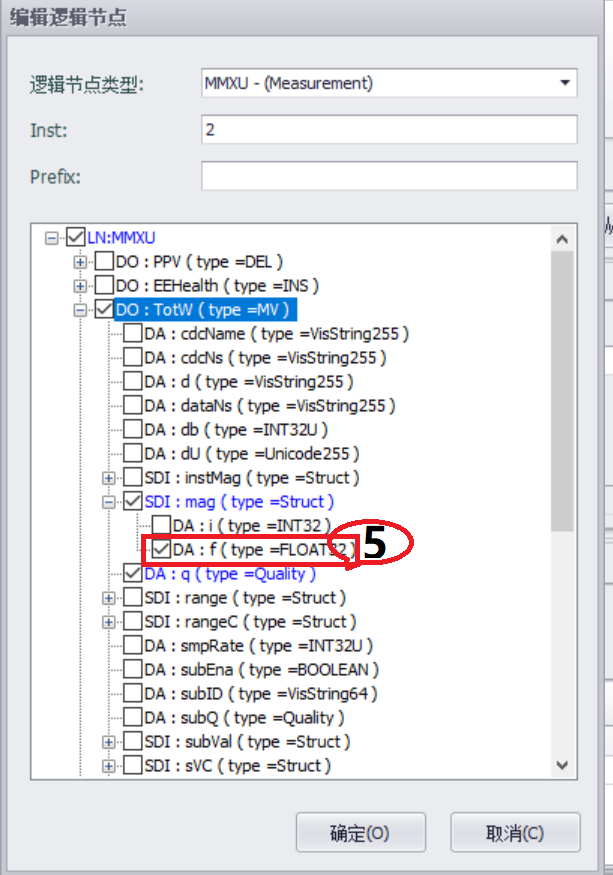 编辑逻辑节点
逻辑节点类型:
MMXU - (Measurement)
Inst:
2
Prefix:
LN:MMXU
DO : PPV ( type =DEL )
DO : EEHealth ( type =INS )
DO : TotW ( type =MV )
DA : cdcName ( type =VisString255 )
DA : cdcNs ( type =VisString255 )
DA : d ( type =VisString255 )
DA : dataNs ( type =VisString255 )
DA : db ( type =INT32U )
DA : dU ( type =Unicode255 )
SDI : instMag ( type =Struct )
SDI : mag ( type =Struct )
DA : i ( type =INT32 )
DA : f ( type =FLOAT32 )
5
DA : q ( type =Quality )
SDI : range ( type =Struct )
SDI : rangeC ( type =Struct )
DA : smpRate ( type =INT32U )
DA : subEna ( type =BOOLEAN )
DA : subID ( type =VisString64 )
DA : subQ ( type =Quality )
SDI : subVal ( type =Struct )
SDI : sVC ( type =Struct )
确定(O)
取消(C)